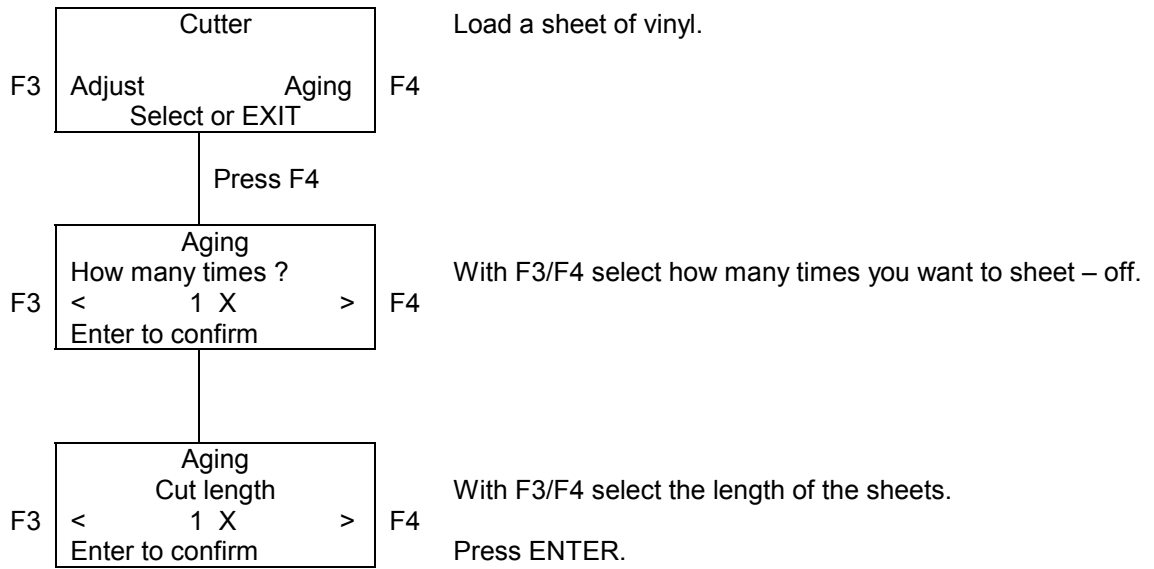 Cutter Load a sheet of vinyl.
F3 Adjust Aging F4
Select or EXIT
Press F4
Aging
How many times ? With F3/F4 select how many times you want to sheet – off.
F3 < 1 X > F4
Enter to confirm
Aging
Cut length With F3/F4 select the length of the sheets.
F3 < 1 X > F4
Enter to confirm Press ENTER.